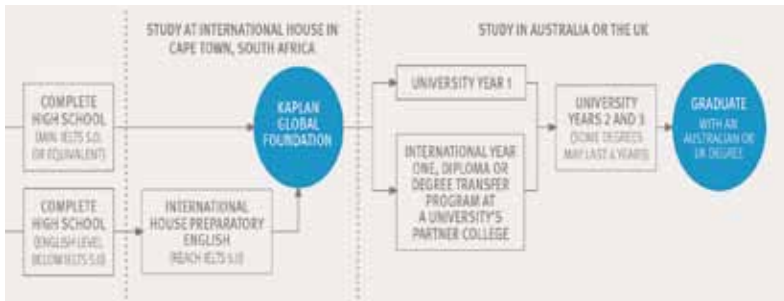 STUDY AT INTERNATIONAL HOUSE IN
CAPE TOWN, SOUTH AFRICA
STUDY IN AUSTRALIA OR THE UK
COMPLETE
HIGH SCHOOL
(MIN. IELTS 5.0,
OR EQUIVALENT)
KAPLAN
GLOBAL
FOUNDATION
UNIVERSITY YEAR 1
UNIVERSITY
YEARS 2 AND 3
(SOME DEGREES
MAY LAST 4 YEARS)
GRADUATE
WITH AN
AUSTRALIAN OR
UK DEGREE
COMPLETE
HIGH SCHOOL
(ENGLISH LEVEL
BELOW IELTS 5.0)
INTERNATIONAL
HOUSE PREPARATORY
ENGLISH
(REACH IELTS 5.0)
INTERNATIONAL YEAR
ONE, DIPLOMA OR
DEGREE TRANSFER
PROGRAM AT
A UNIVERSITY'S
PARTNER COLLEGE